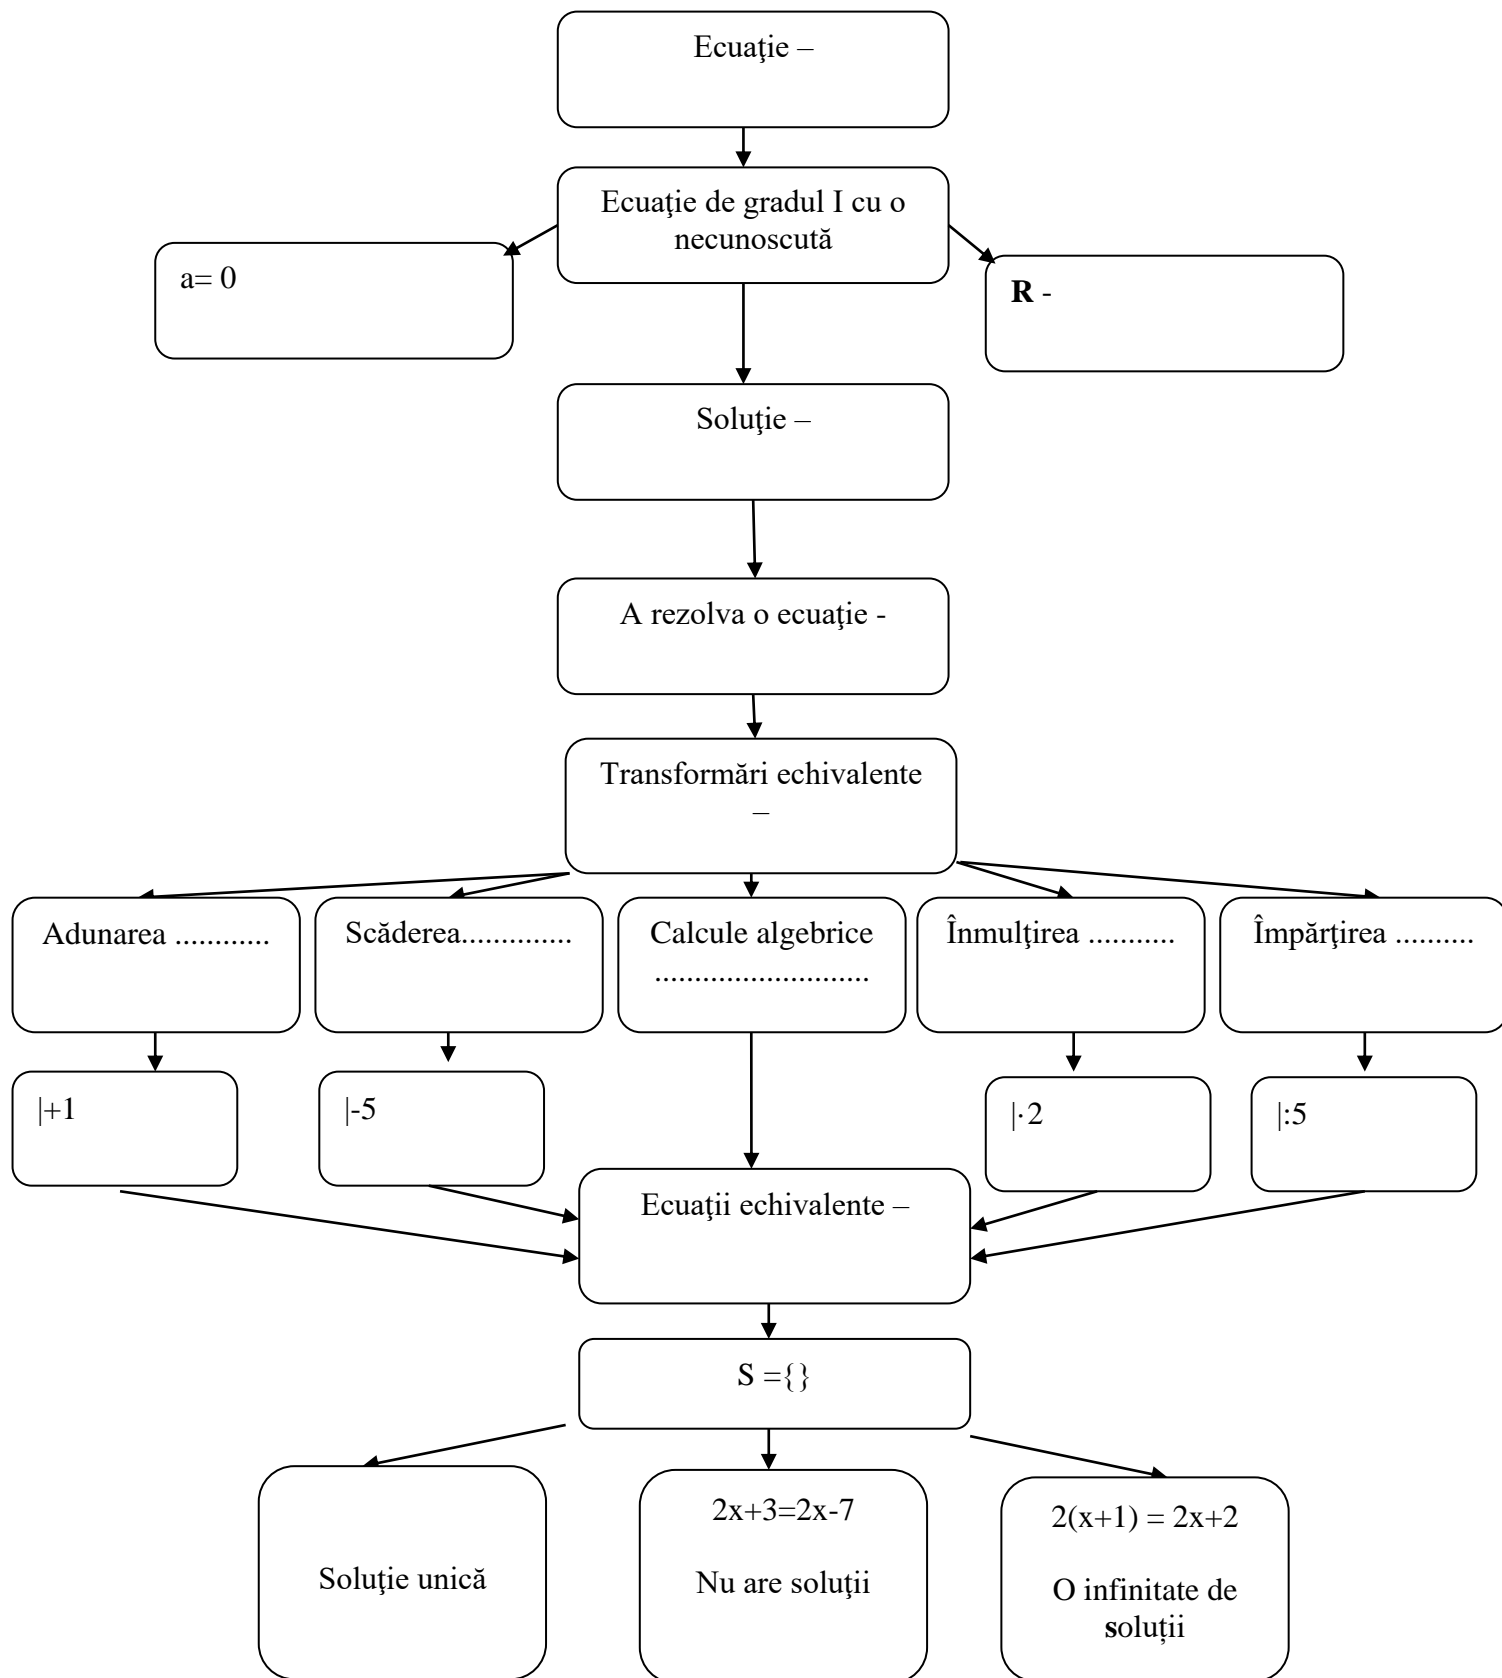 Ecuaţie –
Ecuaţie de gradul I cu o
necunoscută
a= 0
R -
Soluţie –
A rezolva o ecuaţie -
Transformări echivalente
–
Adunarea ............
Scăderea..............
Calcule algebrice
...........................
Înmulţirea ...........
Împărţirea ..........
|+1
|-5
|·2
|:5
Ecuaţii echivalente –
S ={}
Soluţie unică
2x+3=2x-7
Nu are soluţii
2(x+1) = 2x+2
O infinitate de
soluții